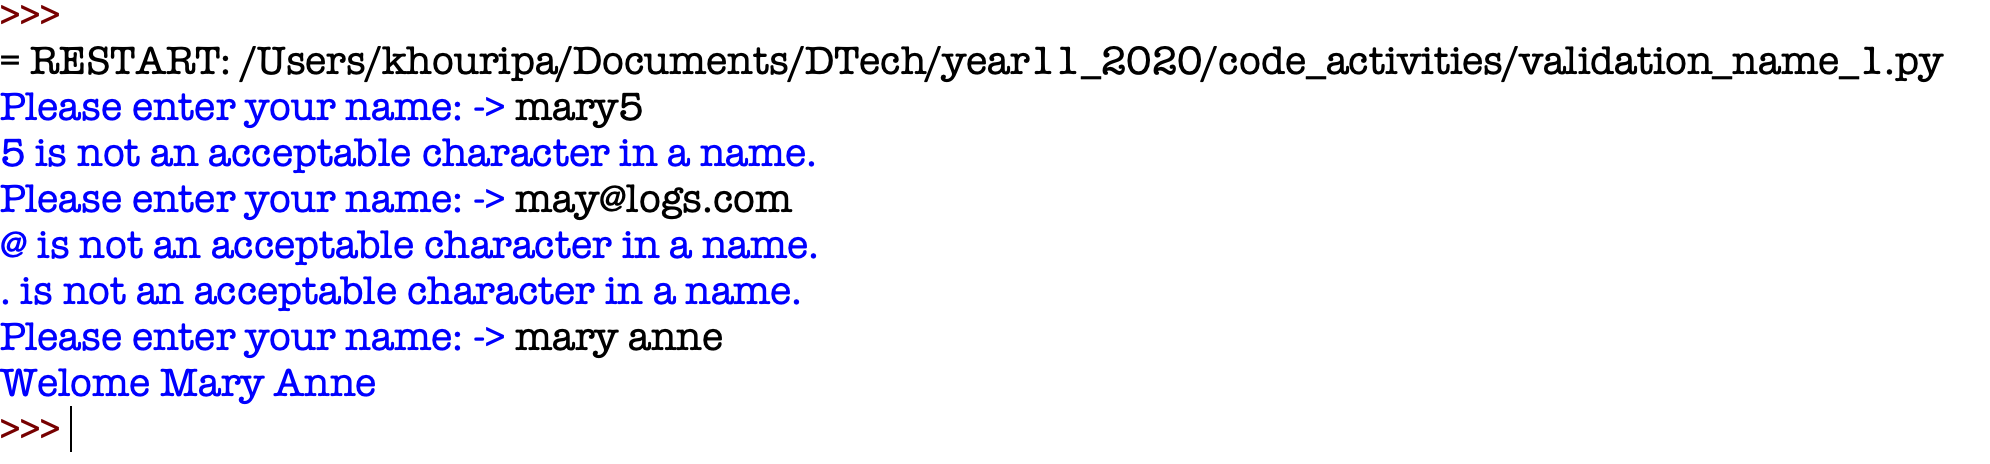 >>>
= RESTART: /Users/khouripa/Documents/DTech/year11_2020/code_activities/validation_name_1.py
Please enter your name: -> mary5
5 is not an acceptable character in a name.
Please enter your name: -> may@logs.com
@ is not an acceptable character in a name.
. is not an acceptable character in a name.
Please enter your name: -> mary anne
Welome Mary Anne
>>>